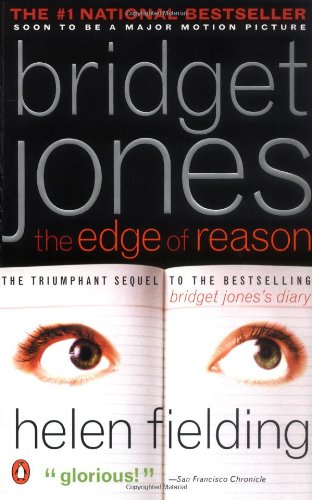 THE #1 NATIONAL BESTSELLER
SOON TO BE A MAJOR MOTION PICTURE
bridget
jones
the edge of reason
THE TRIUMPHANT SEQUEL TO THE BESTSELLING
bridget jones's diary
helen fielding
“glorious!” —San Francisco Chronicle